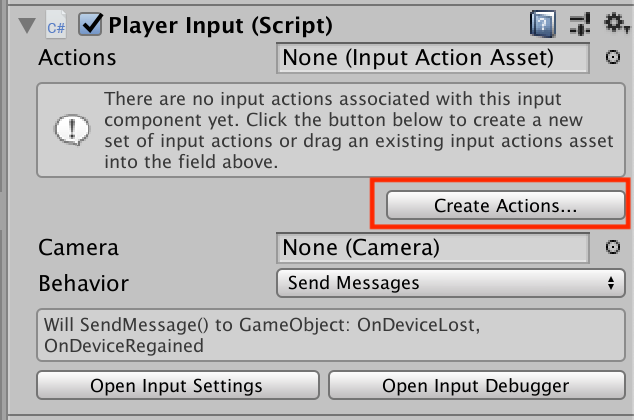 C#
Player Input (Script)
Actions
None (Input Action Asset)
There are no input actions associated with this input
component yet. Click the button below to create a new
set of input actions or drag an existing input actions asset
into the field above.
Create Actions...
Camera
None (Camera)
Behavior
Send Messages
Will SendMessage() to GameObject: OnDeviceLost,
OnDeviceRegained
Open Input Settings
Open Input Debugger